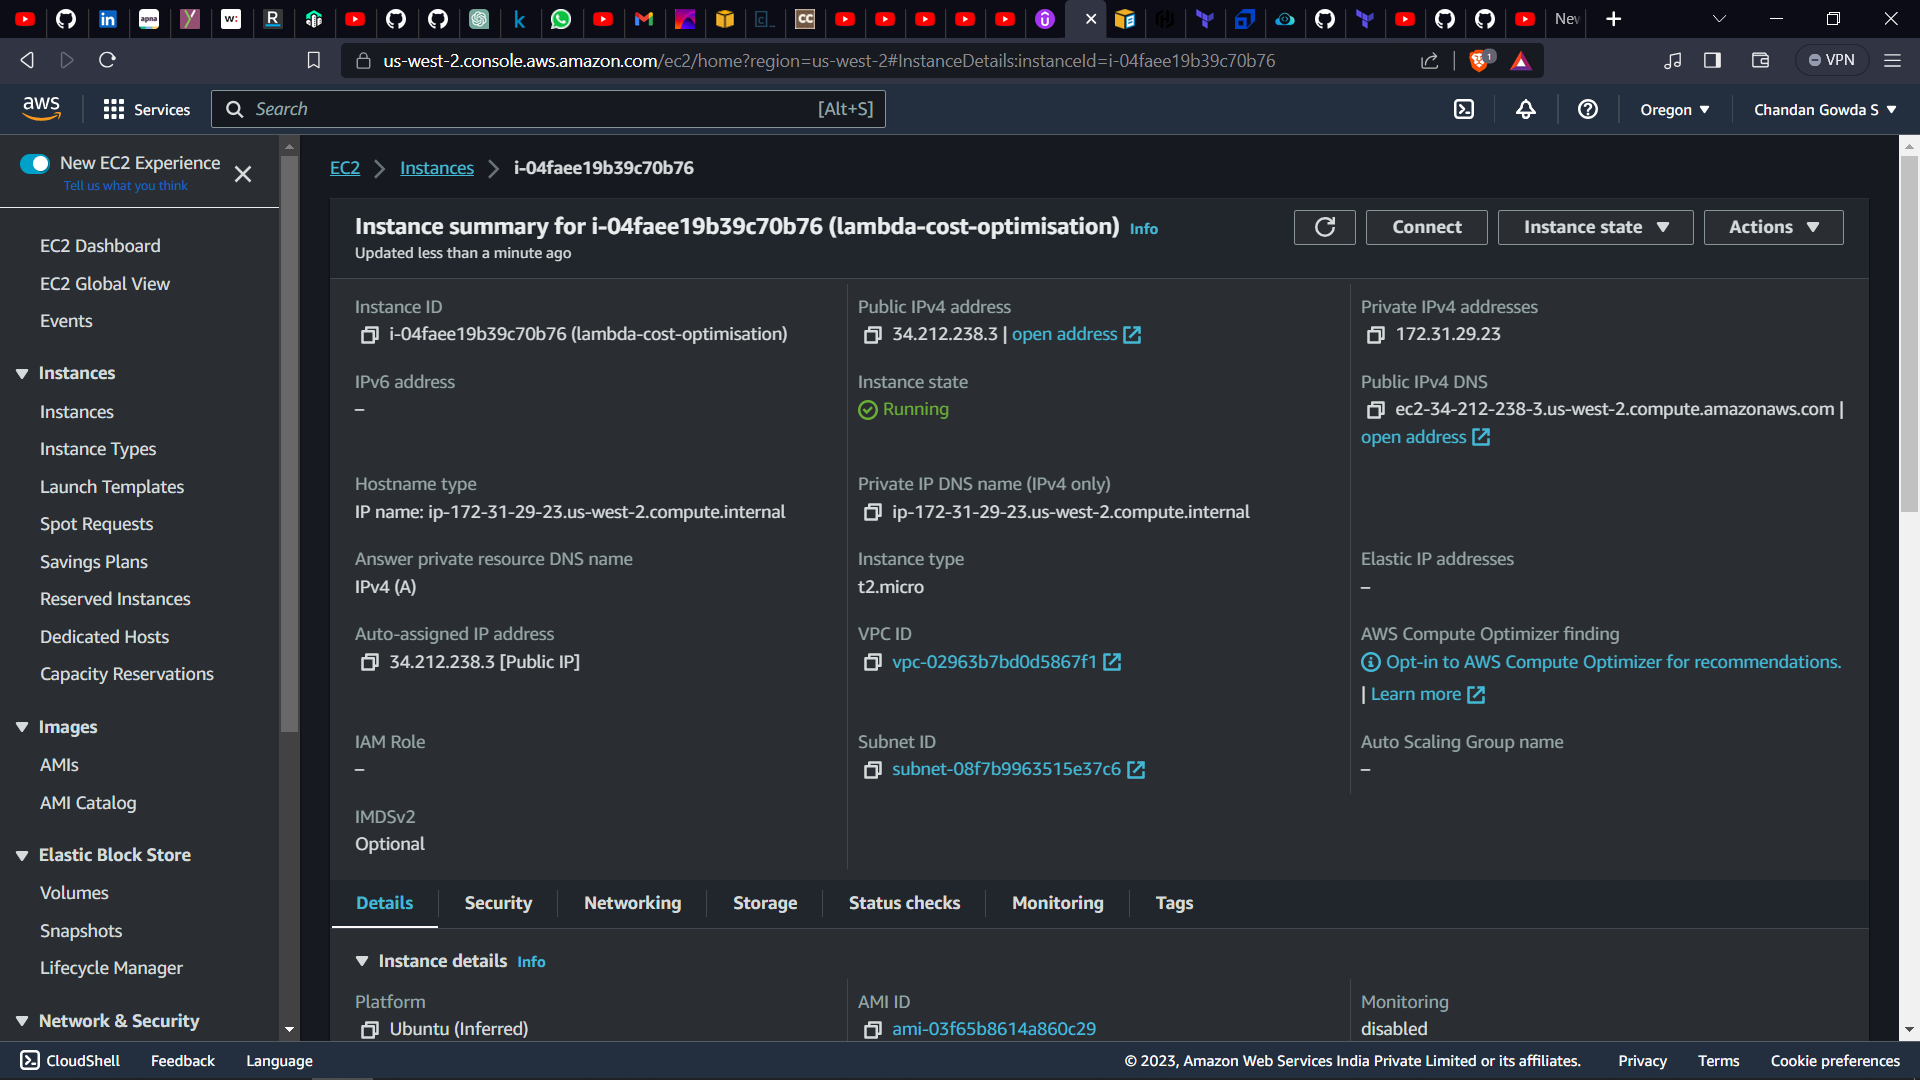 New
us-west-2.console.aws.amazon.com/ec2/home?region=us-west-2#InstanceDetails:instanceId=i-04faee19b39c70b76
1
VPN
aws
Services
Search
[Alt+S]
Oregon
Chandan Gowda S
New EC2 Experience
Tell us what you think
EC2 Dashboard
EC2 Global View
Events
Instances
Instances
Instance Types
Launch Templates
Spot Requests
Savings Plans
Reserved Instances
Dedicated Hosts
Capacity Reservations
Images
AMIs
AMI Catalog
Elastic Block Store
Volumes
Snapshots
Lifecycle Manager
Network & Security
EC2
Instances
i-04faee19b39c70b76
Instance summary for i-04faee19b39c70b76 (lambda-cost-optimisation) Info
Updated less than a minute ago
Connect
Instance state
Actions
Instance ID
i-04faee19b39c70b76 (lambda-cost-optimisation)
Public IPv4 address
34.212.238.3 | open address
Private IPv4 addresses
172.31.29.23
IPv6 address
–
Instance state
Running
Public IPv4 DNS
ec2-34-212-238-3.us-west-2.compute.amazonaws.com |
open address
Hostname type
IP name: ip-172-31-29-23.us-west-2.compute.internal
Private IP DNS name (IPv4 only)
ip-172-31-29-23.us-west-2.compute.internal
Answer private resource DNS name
IPv4 (A)
Instance type
t2.micro
Elastic IP addresses
–
Auto-assigned IP address
34.212.238.3 [Public IP]
VPC ID
vpc-02963b7bd0d5867f1
AWS Compute Optimizer finding
Opt-in to AWS Compute Optimizer for recommendations.
| Learn more
IAM Role
–
Subnet ID
subnet-08f7b9963515e37c6
Auto Scaling Group name
–
IMDSv2
Optional
Details
Security
Networking
Storage
Status checks
Monitoring
Tags
Instance details Info
Platform
Ubuntu (Inferred)
AMI ID
ami-03f65b8614a860c29
Monitoring
disabled
CloudShell
Feedback
Language
© 2023, Amazon Web Services India Private Limited or its affiliates.
Privacy
Terms
Cookie preferences